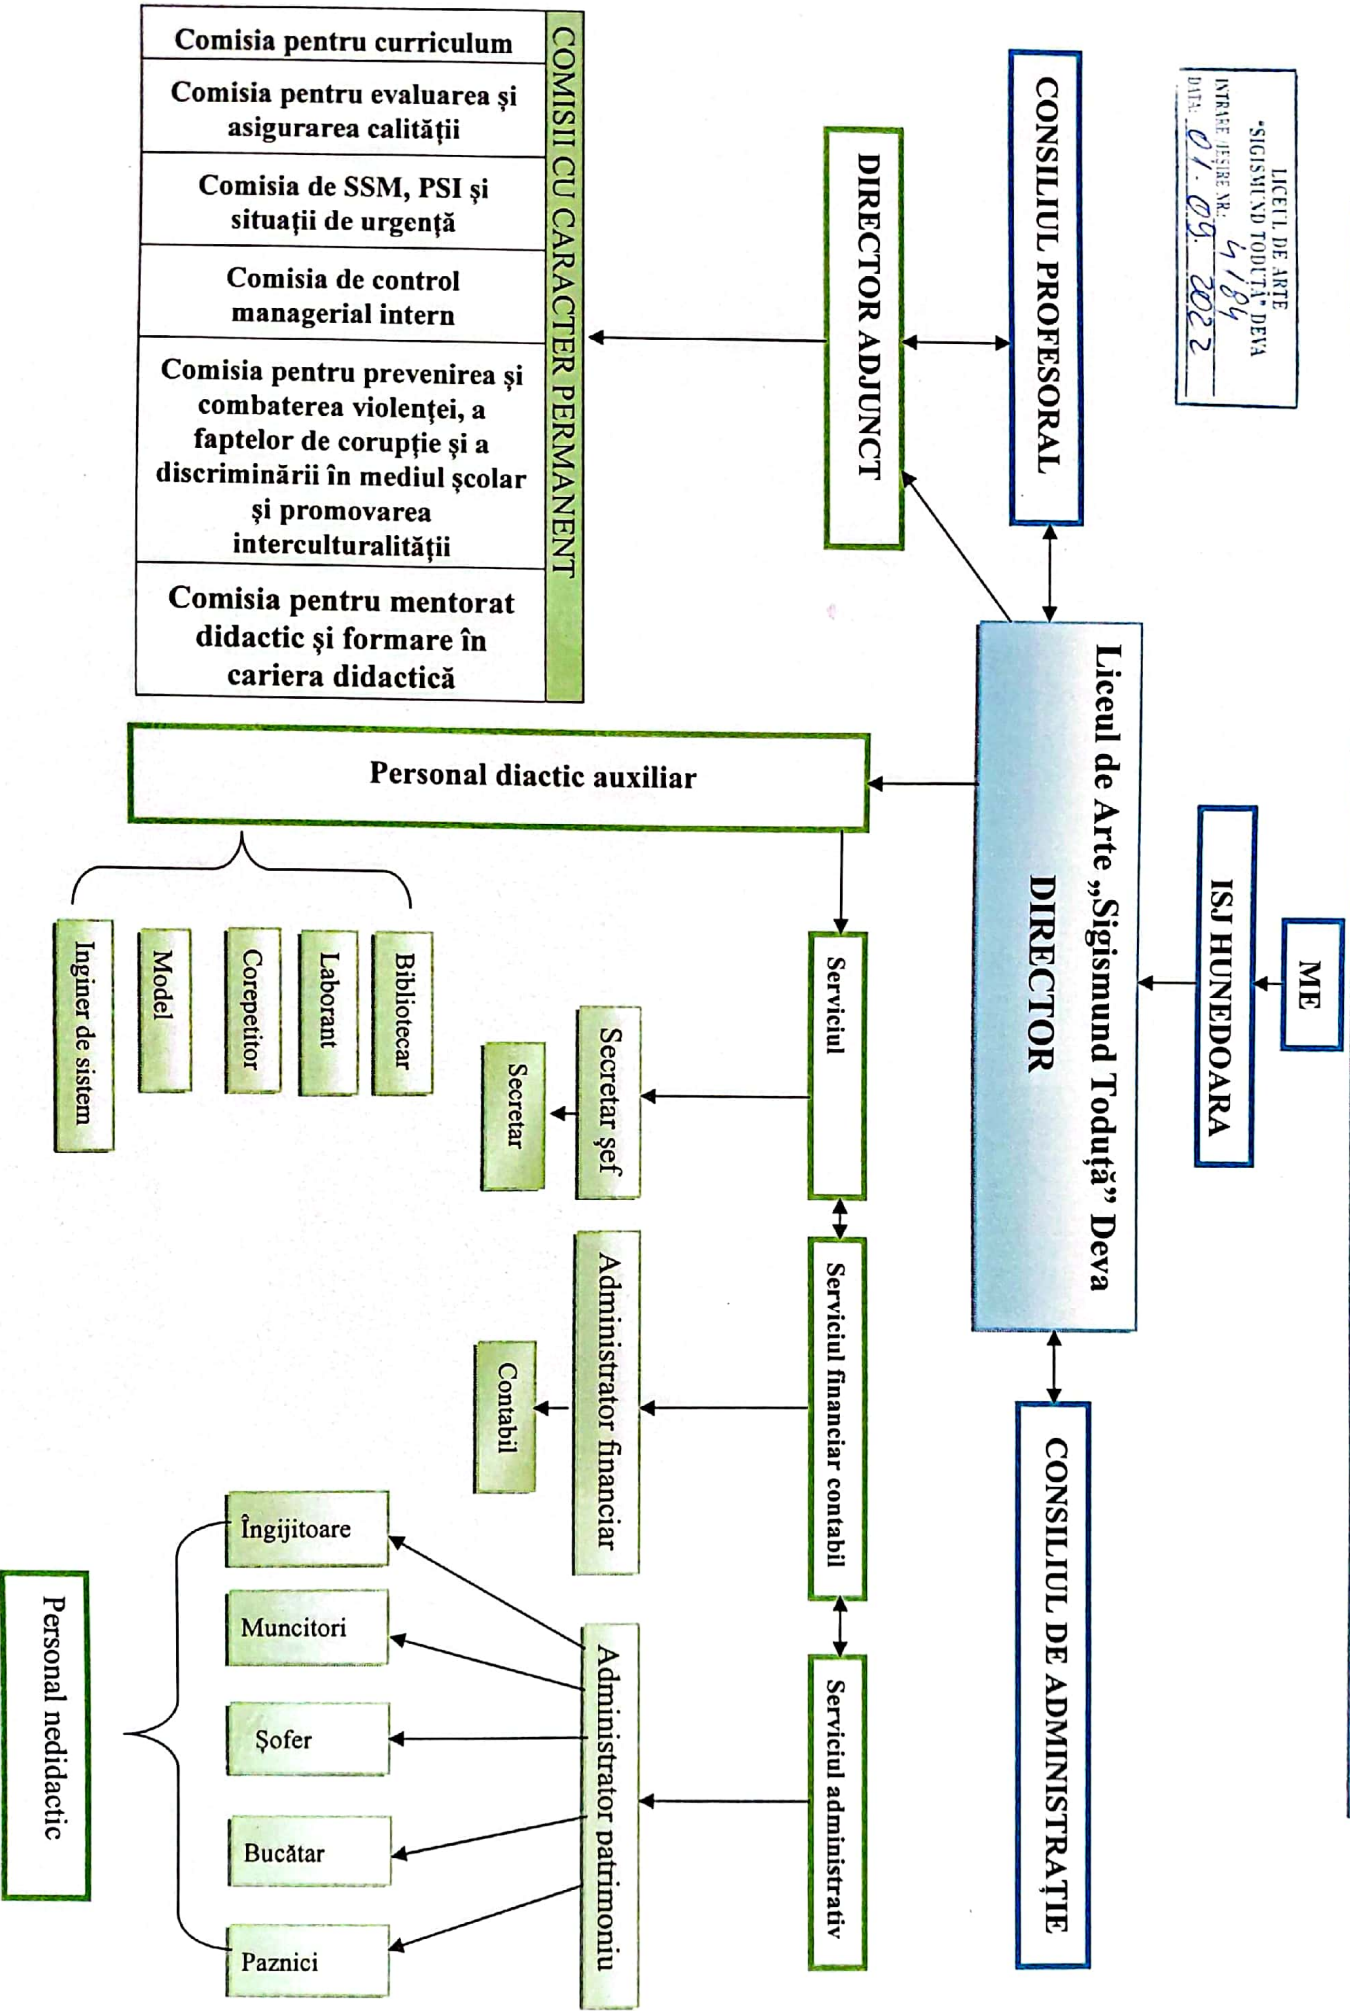 LICEUL DE ARTE
"SIGISMUND TODUȚĂ" DEVA
INTRARE/IEȘIRE NR. 4184
DATA: 01.09.2022
ME
ISJ HUNEDOARA
Liceul de Arte „Sigismund Toduță” Deva
DIRECTOR
CONSILIUL PROFESORAL
CONSILIUL DE ADMINISTRAȚIE
DIRECTOR ADJUNCT
COMISII CU CARACTER PERMANENT
Comisia pentru curriculum
Comisia pentru evaluarea și
asigurarea calității
Comisia de SSM, PSI și
situații de urgență
Comisia de control
managerial intern
Comisia pentru prevenirea și
combaterea violenței, a
faptelor de corupție și a
discriminării în mediul școlar
și promovarea
interculturalității
Comisia pentru mentorat
didactic și formare în
cariera didactică
Personal diactic auxiliar
Serviciul
Serviciul financiar contabil
Serviciul administrativ
Secretar șef
Secretar
Administrator financiar
Contabil
Administrator patrimoniu
Bibliotecar
Laborant
Corepetitor
Model
Inginer de sistem
Îngijitoare
Muncitori
Șofer
Bucătar
Paznici
Personal nedidactic